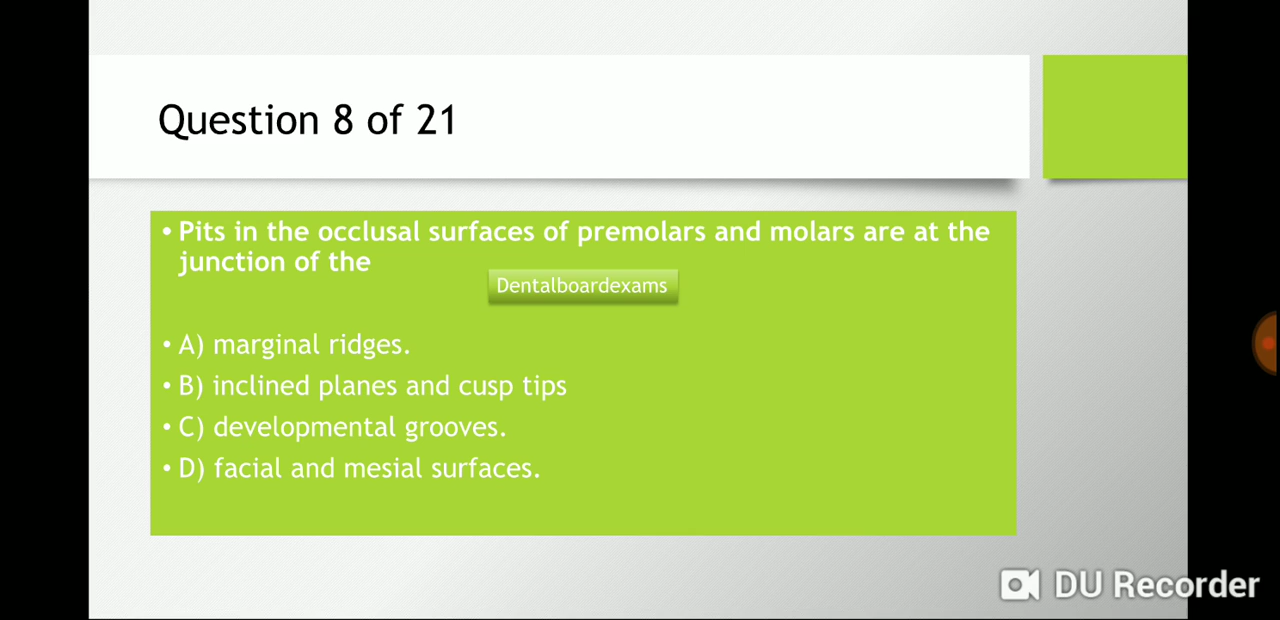 Question 8 of 21
• Pits in the occlusal surfaces of premolars and molars are at the
junction of the
Dentalboardexams
• A) marginal ridges.
• B) inclined planes and cusp tips
• C) developmental grooves.
• D) facial and mesial surfaces.
DU Recorder